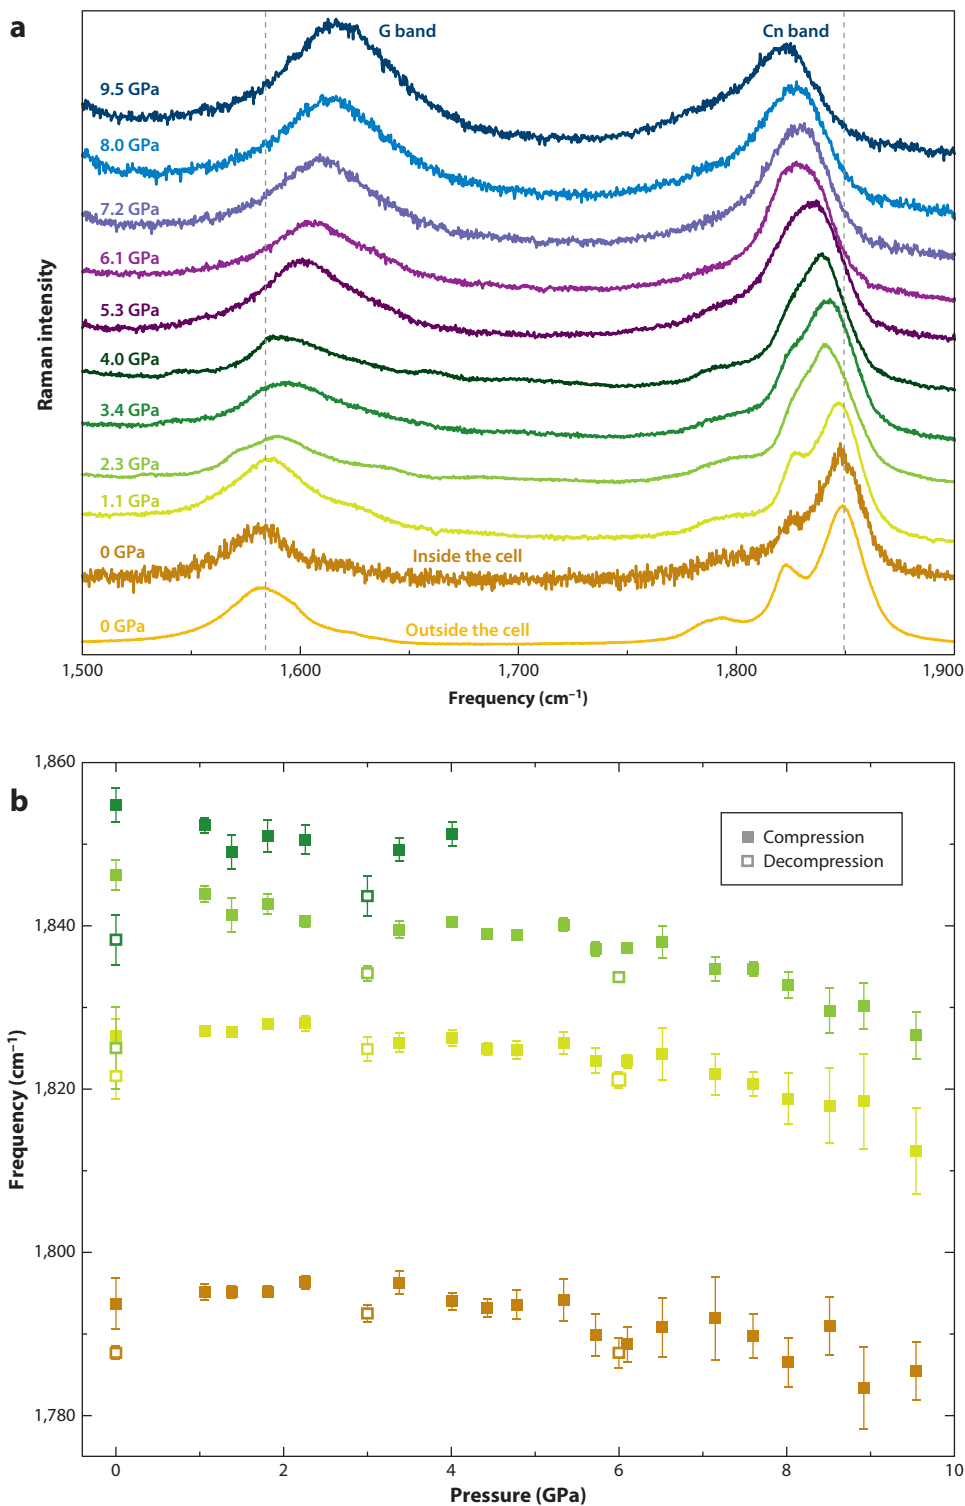 a
G band
Cn band
9.5 GPa
8.0 GPa
7.2 GPa
6.1 GPa
5.3 GPa
4.0 GPa
3.4 GPa
2.3 GPa
1.1 GPa
0 GPa
Inside the cell
0 GPa
Outside the cell
Raman intensity
1,500
1,600
1,700
1,800
1,900
Frequency (cm⁻¹)
b
1,860
1,840
1,820
1,800
1,780
Compression
Decompression
Frequency (cm⁻¹)
0
2
4
6
8
10
Pressure (GPa)